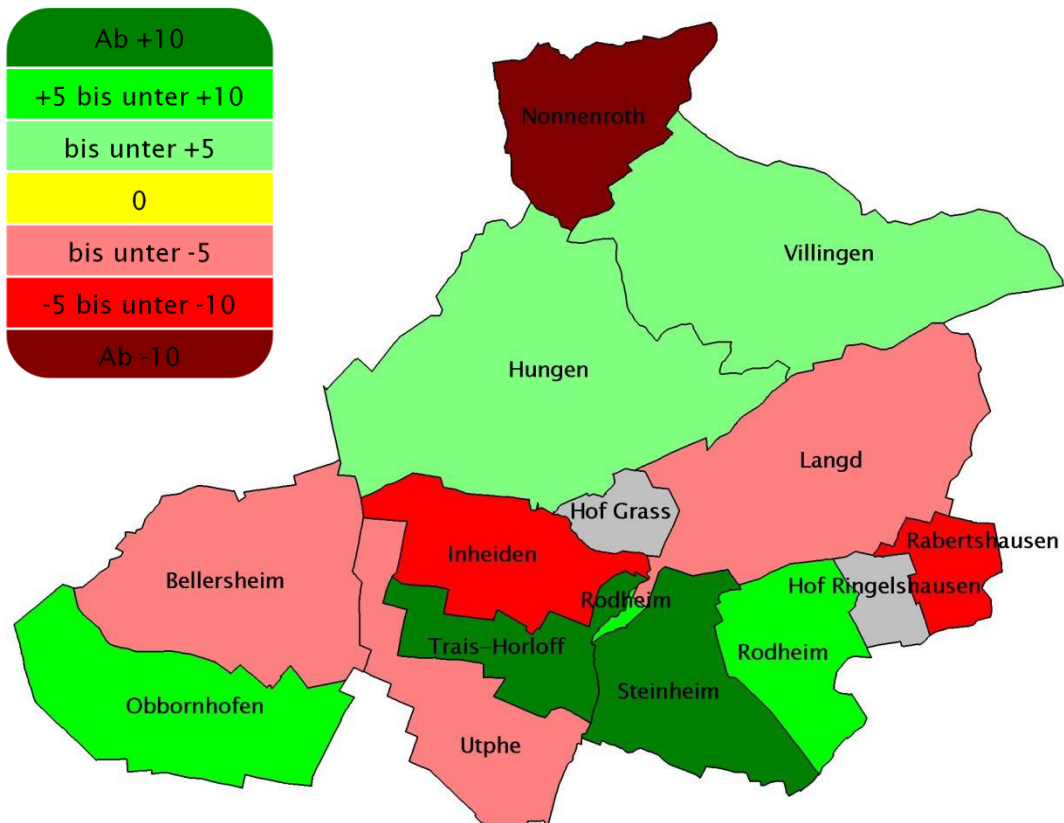 Ab +10
+5 bis unter +10
bis unter +5
0
bis unter -5
-5 bis unter -10
Ab -10
Nonnenroth
Villingen
Hungen
Langd
Hof Grass
Inheiden
Rabertshausen
Bellersheim
Hof Ringelshausen
Rodheim
Trais-Horloff
Rodheim
Steinheim
Obbornhofen
Utphe